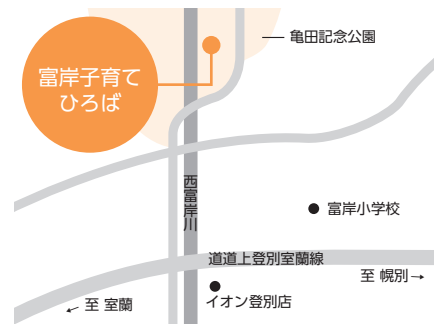 亀田記念公園
富岸子育て
ひろば
西富岸川
富岸小学校
道道上登別室蘭線
至 幌別→
イオン登別店
← 至 室蘭